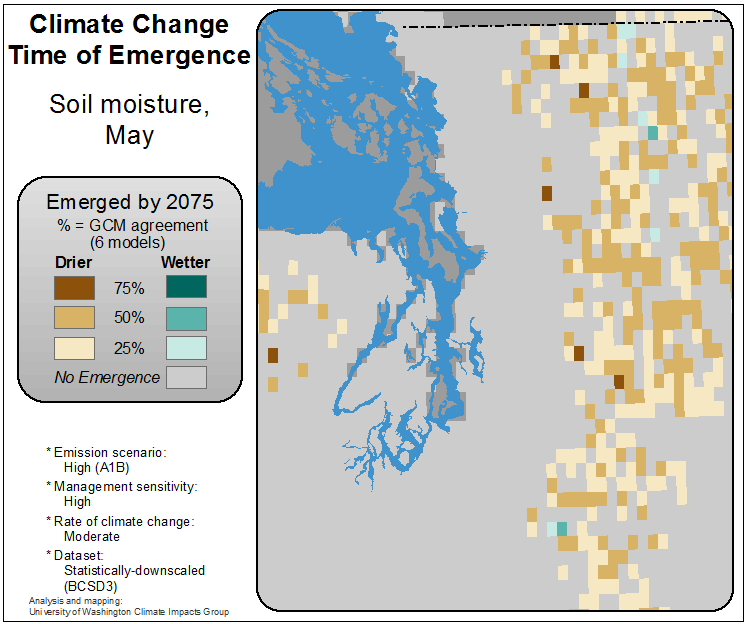 Climate Change
Time of Emergence
Soil moisture,
May
Emerged by 2075
% = GCM agreement
(6 models)
Drier Wetter
75%
50%
25%
No Emergence
* Emission scenario:
High (A1B)
* Management sensitivity:
High
* Rate of climate change:
Moderate
* Dataset:
Statistically-downscaled
(BCSD3)
Analysis and mapping:
University of Washington Climate Impacts Group